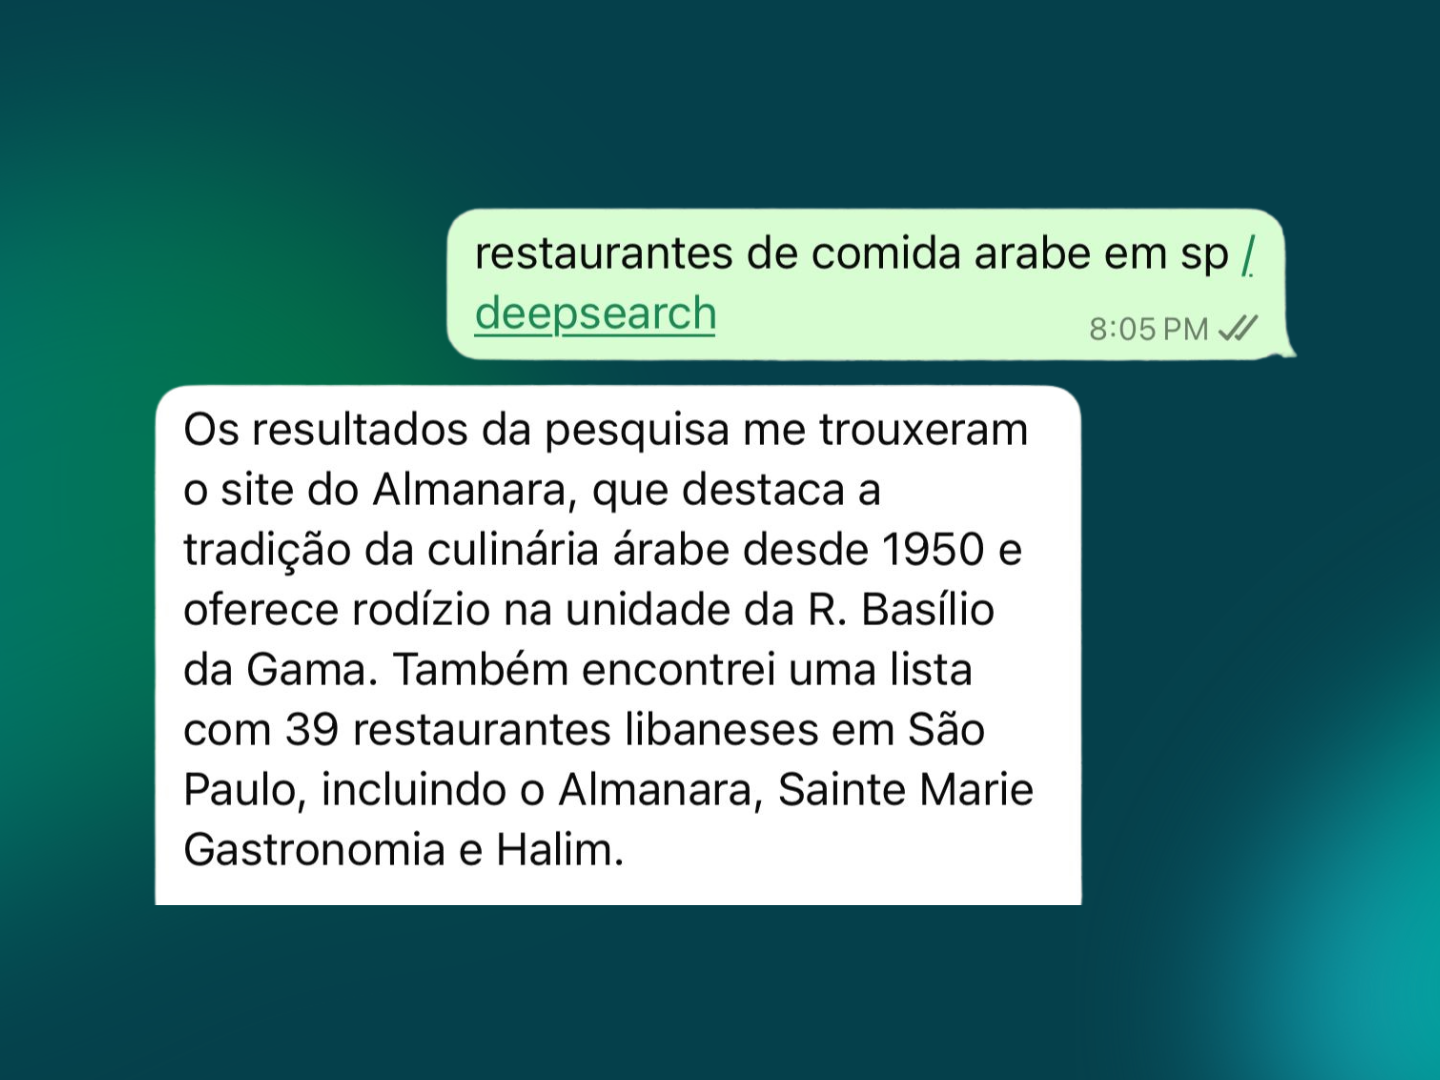 restaurantes de comida arabe em sp /
deepsearch
8:05 PM
Os resultados da pesquisa me trouxeram
o site do Almanara, que destaca a
tradição da culinária árabe desde 1950 e
oferece rodízio na unidade da R. Basílio
da Gama. Também encontrei uma lista
com 39 restaurantes libaneses em São
Paulo, incluindo o Almanara, Sainte Marie
Gastronomia e Halim.